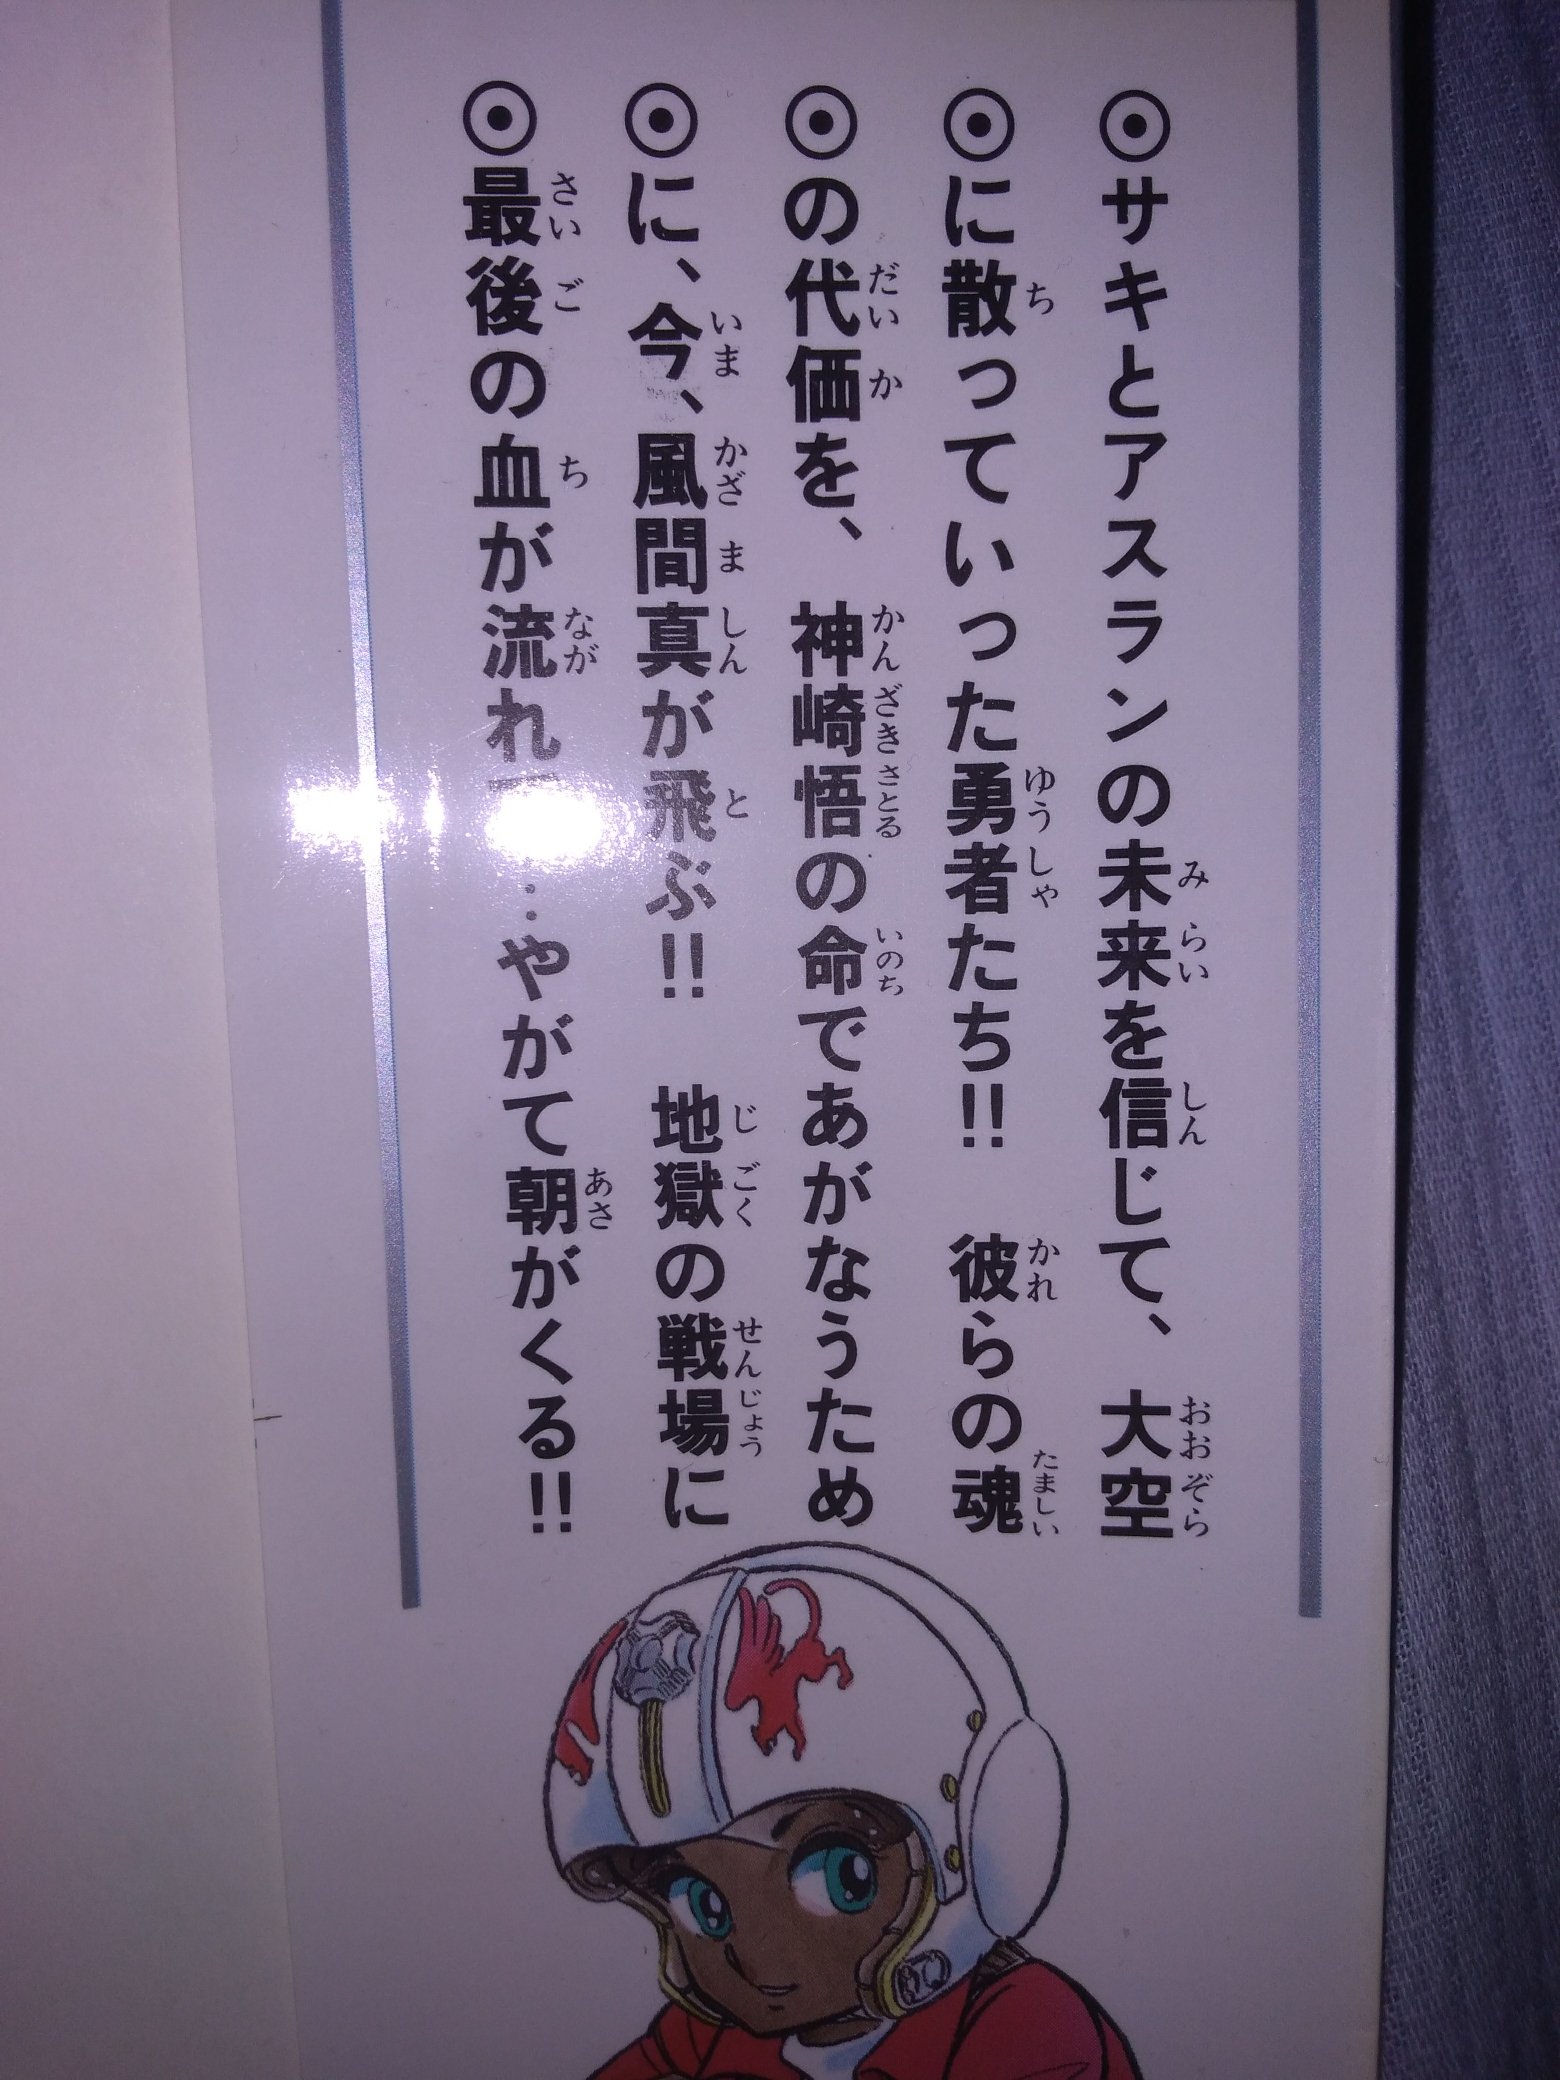 ⦿サキとアスランの未来を信じて、大空
⦿に散っていった勇者たち!! 彼らの魂
⦿の代価を、神崎悟の命であがなうため
⦿に、今、風間真が飛ぶ!! 地獄の戦場に
⦿最後の血が流れ…やがて朝がくる!!